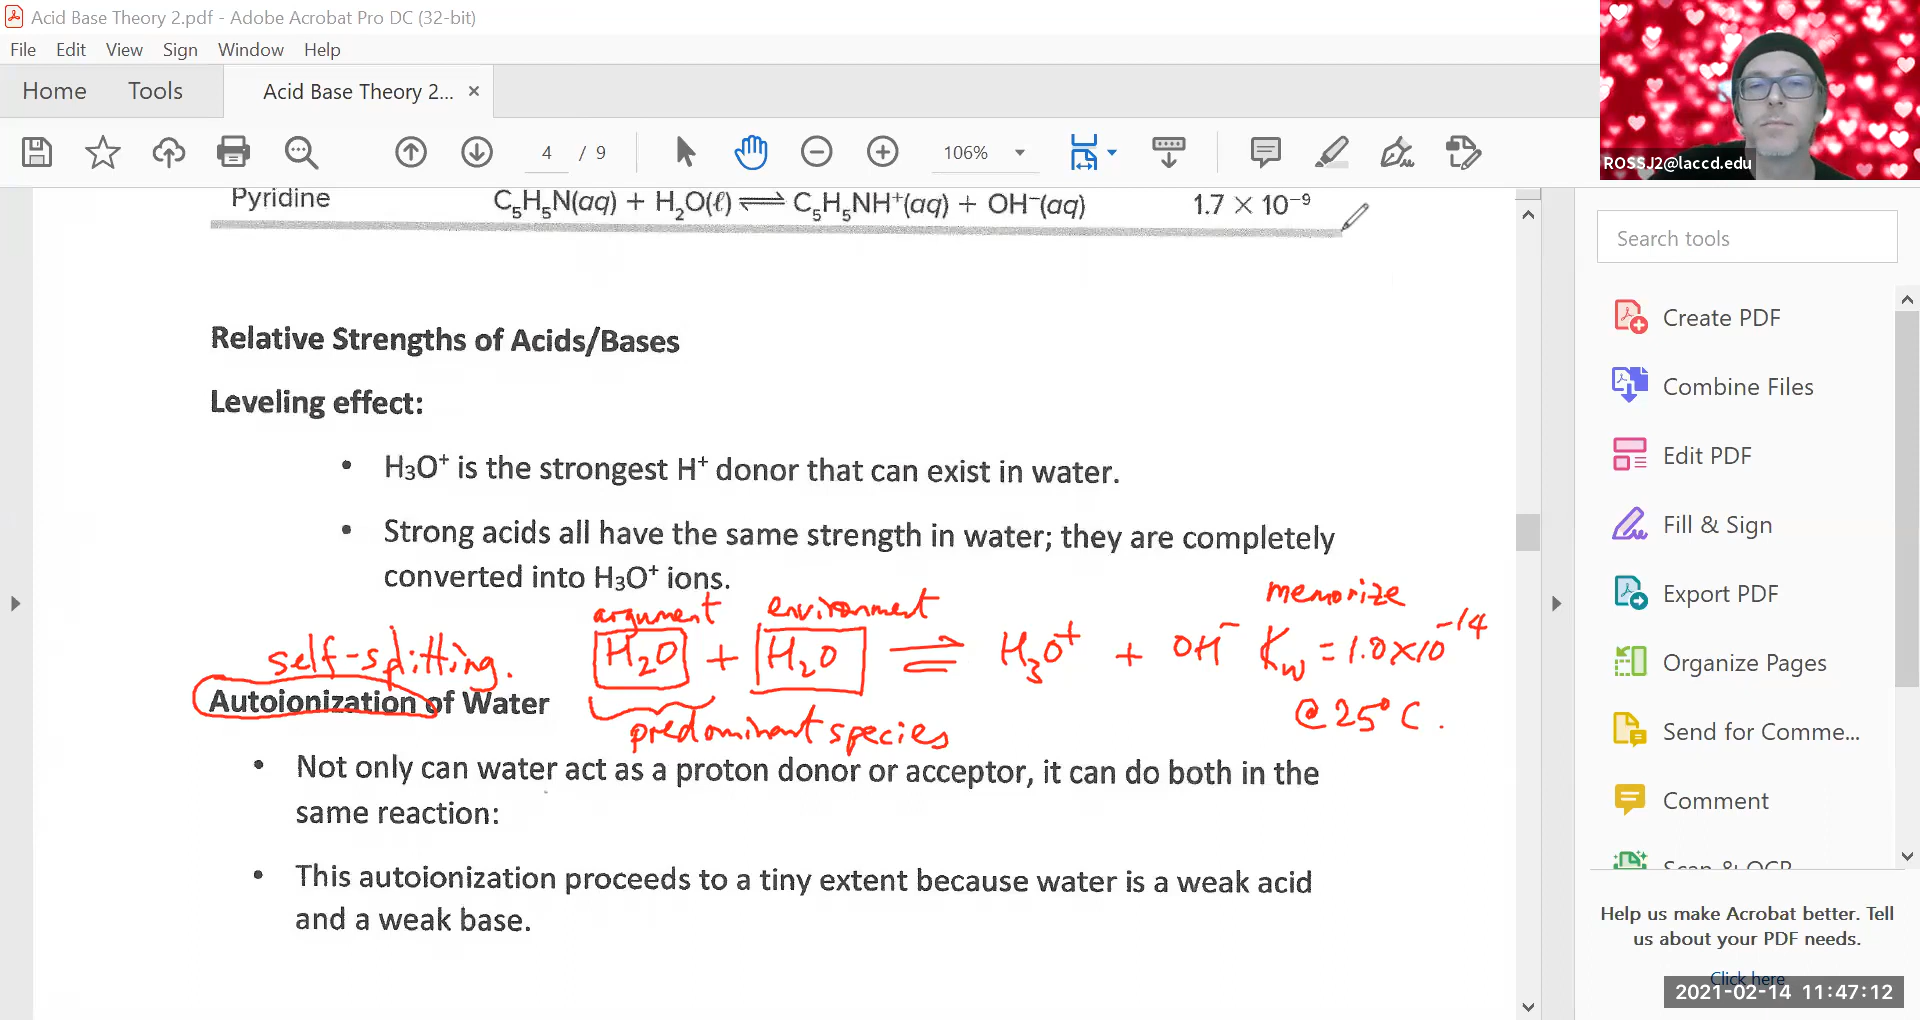 Acid Base Theory 2.pdf - Adobe Acrobat Pro DC (32-bit)
File Edit View Sign Window Help
Home Tools Acid Base Theory 2... ×
4 / 9 106%
ROSSJ2@laccd.edu
Pyridine C₅H₅N(aq) + H₂O(ℓ) ⇌ C₅H₅NH⁺(aq) + OH⁻(aq) 1.7 × 10⁻⁹
Relative Strengths of Acids/Bases
Leveling effect:
• H₃O⁺ is the strongest H⁺ donor that can exist in water.
• Strong acids all have the same strength in water; they are completely
converted into H₃O⁺ ions.
argument environment memorize
self-splitting. H₂O + H₂O ⇌ H₃O⁺ + OH⁻ Kw = 1.0×10⁻¹⁴
Autoionization of Water
predominant species @ 25°C.
• Not only can water act as a proton donor or acceptor, it can do both in the
same reaction:
• This autoionization proceeds to a tiny extent because water is a weak acid
and a weak base.
Search tools
Create PDF
Combine Files
Edit PDF
Fill & Sign
Export PDF
Organize Pages
Send for Comme...
Comment
Scan & OCR
Help us make Acrobat better. Tell
us about your PDF needs.
Click here
2021-02-14 11:47:12